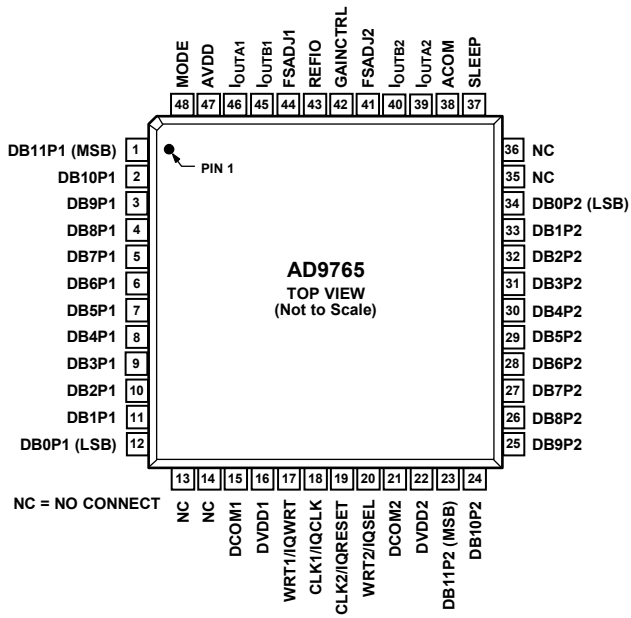 MODE
AVDD
IOUTA1
IOUTB1
FSADJ1
REFIO
GAINCTRL
FSADJ2
IOUTB2
IOUTA2
ACOM
SLEEP
48 47 46 45 44 43 42 41 40 39 38 37
DB11P1 (MSB) 1
DB10P1 2
DB9P1 3
DB8P1 4
DB7P1 5
DB6P1 6
DB5P1 7
DB4P1 8
DB3P1 9
DB2P1 10
DB1P1 11
DB0P1 (LSB) 12
PIN 1
AD9765
TOP VIEW
(Not to Scale)
36 NC
35 NC
34 DB0P2 (LSB)
33 DB1P2
32 DB2P2
31 DB3P2
30 DB4P2
29 DB5P2
28 DB6P2
27 DB7P2
26 DB8P2
25 DB9P2
13 14 15 16 17 18 19 20 21 22 23 24
NC = NO CONNECT
NC
NC
DCOM1
DVDD1
WRT1/IQWRT
CLK1/IQCLK
CLK2/IQRESET
WRT2/IQSEL
DCOM2
DVDD2
DB11P2 (MSB)
DB10P2